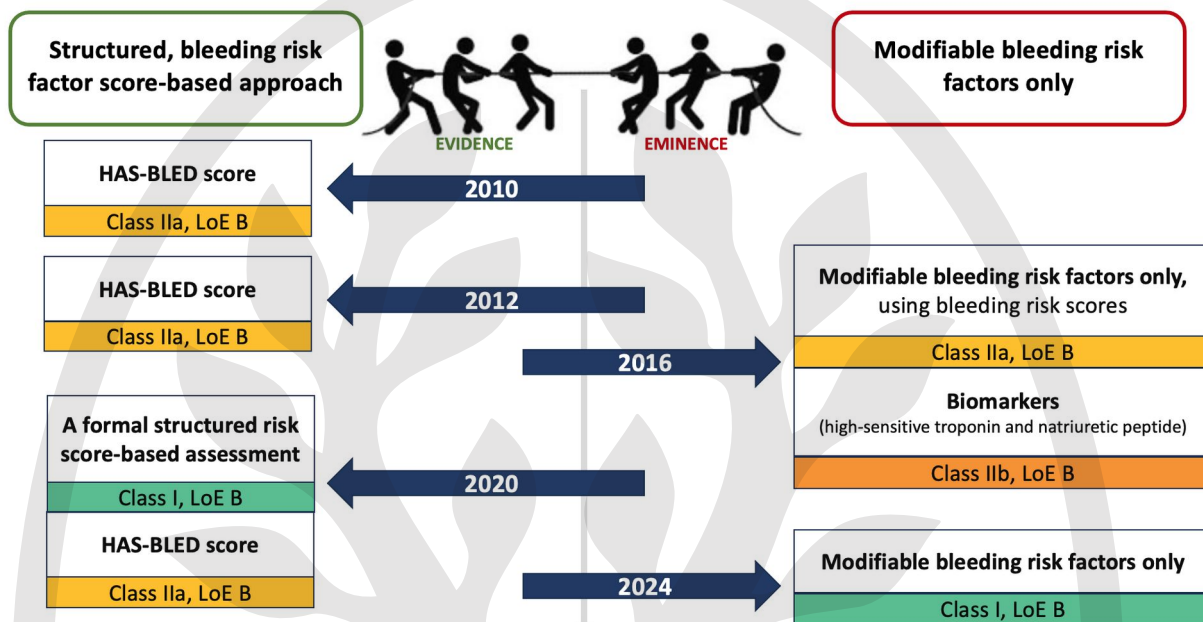 Structured, bleeding risk
factor score-based approach
EVIDENCE
EMINENCE
Modifiable bleeding risk
factors only
HAS-BLED score
Class IIa, LoE B
2010
HAS-BLED score
Class IIa, LoE B
2012
2016
Modifiable bleeding risk factors only,
using bleeding risk scores
Class IIa, LoE B
Biomarkers
(high-sensitive troponin and natriuretic peptide)
Class IIb, LoE B
A formal structured risk
score-based assessment
Class I, LoE B
2020
HAS-BLED score
Class IIa, LoE B
2024
Modifiable bleeding risk factors only
Class I, LoE B